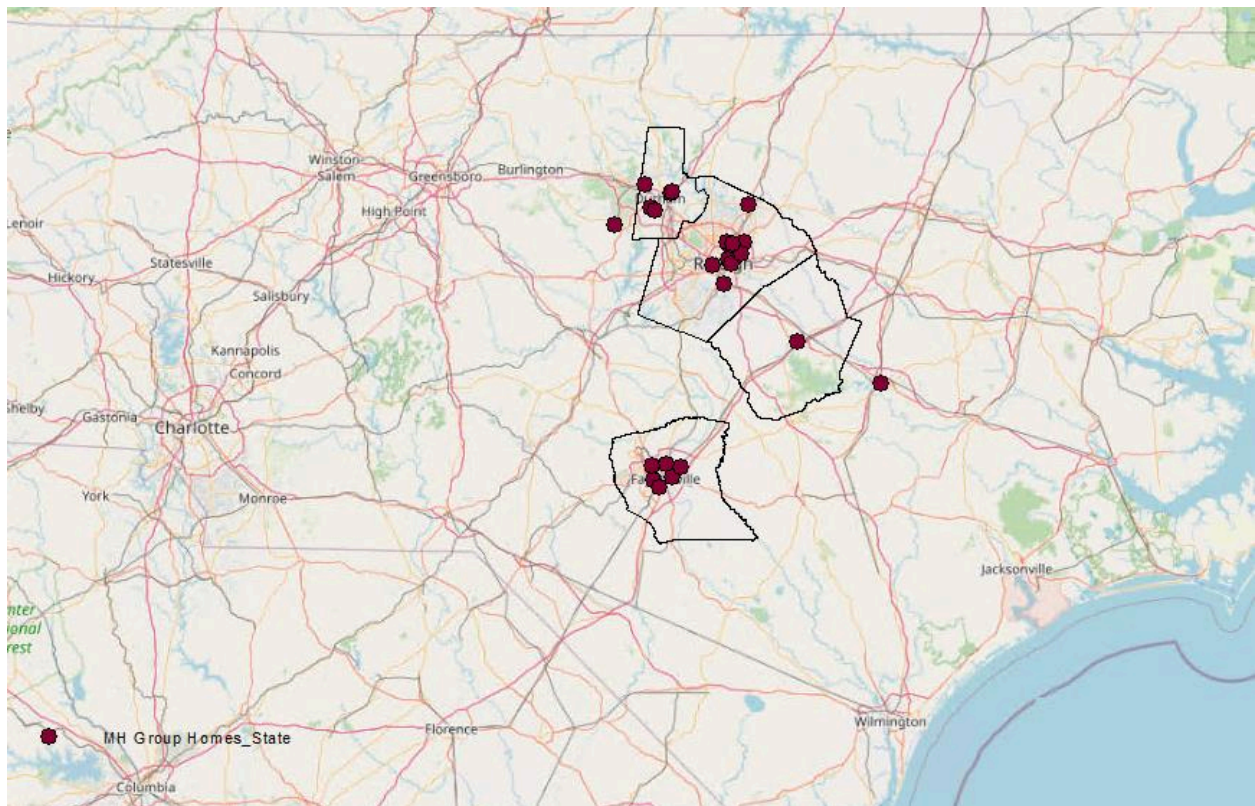 Winston-
Salem
Greensboro
Burlington
High Point
Lenoir
Statesville
Hickory
Salisbury
Kannapolis
Concord
Shelby
Gastonia
Charlotte
York
Monroe
Jacksonville
Wilmington
Florence
MH Group Homes_State
Columbia